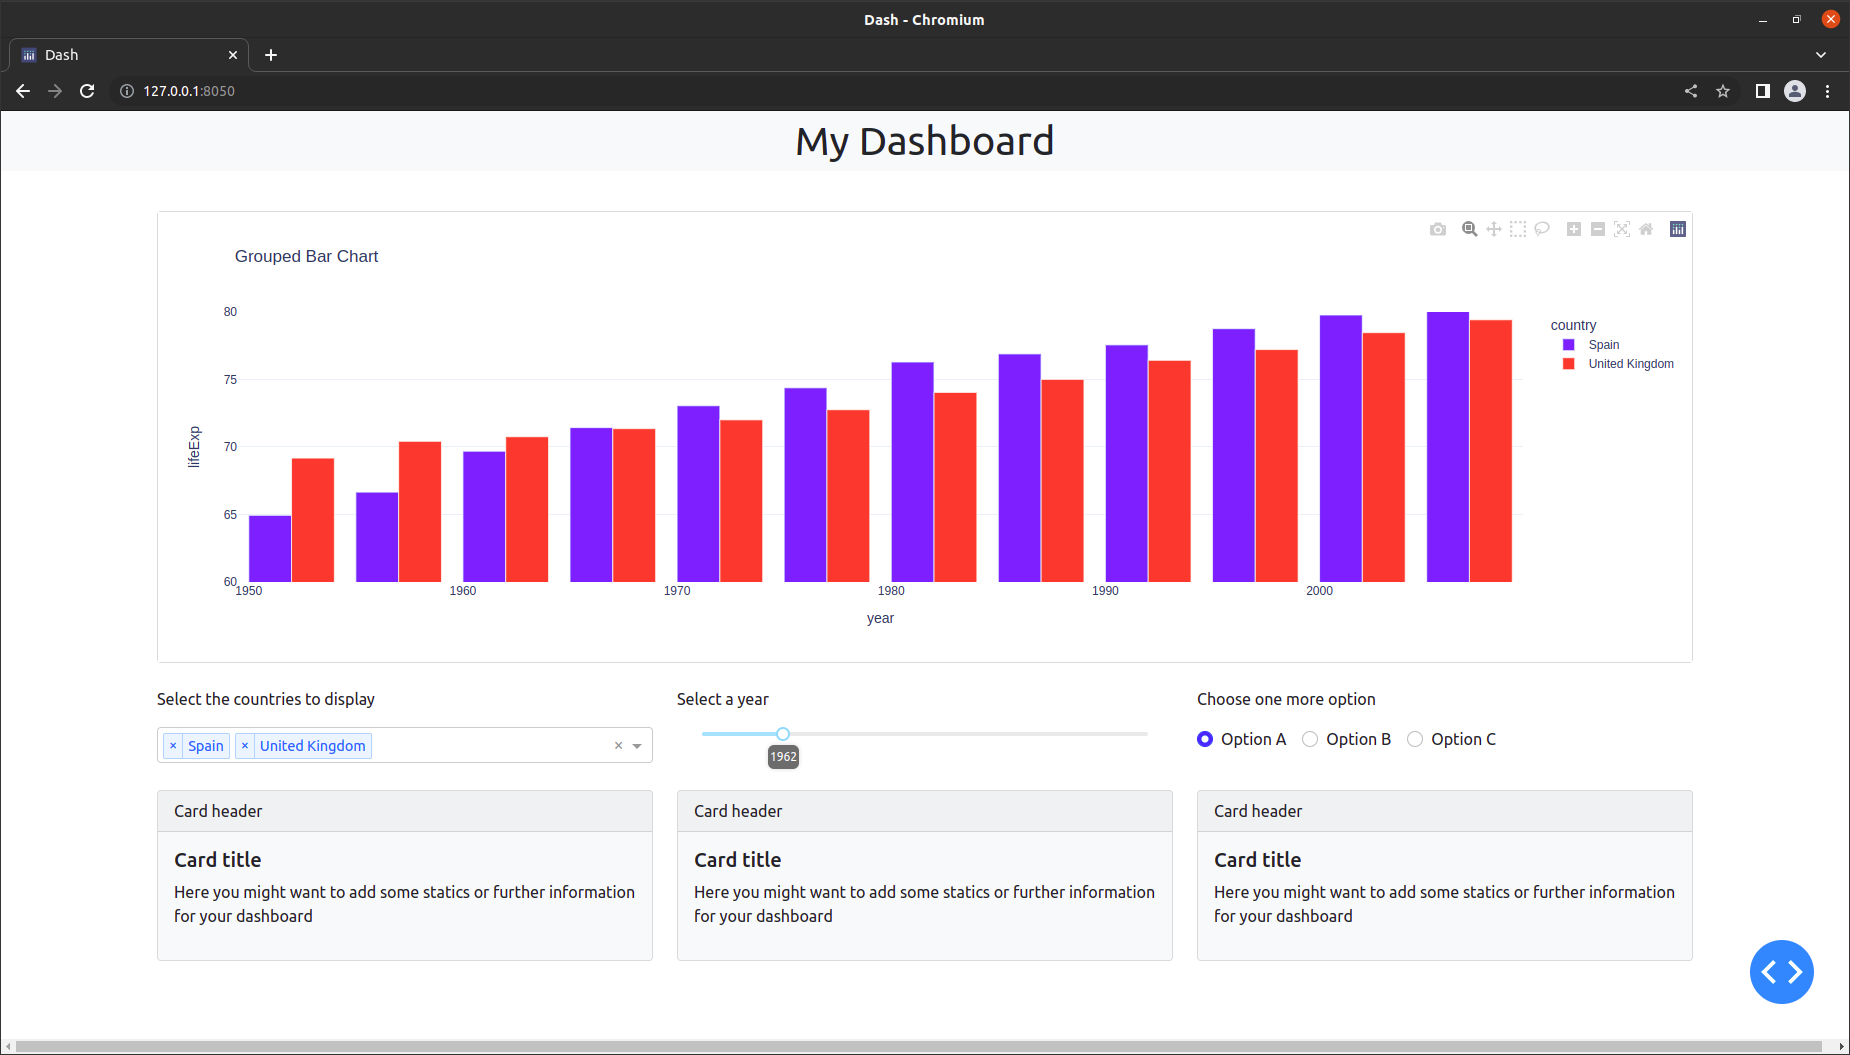 Dash - Chromium
Dash
127.0.0.1:8050
My Dashboard
Grouped Bar Chart
80
75
70
65
60
lifeExp
1950 1960 1970 1980 1990 2000
year
country
Spain
United Kingdom
Select the countries to display
× Spain × United Kingdom ×
Select a year
1962
Choose one more option
Option A Option B Option C
Card header
Card title
Here you might want to add some statics or further information
for your dashboard
Card header
Card title
Here you might want to add some statics or further information
for your dashboard
Card header
Card title
Here you might want to add some statics or further information
for your dashboard